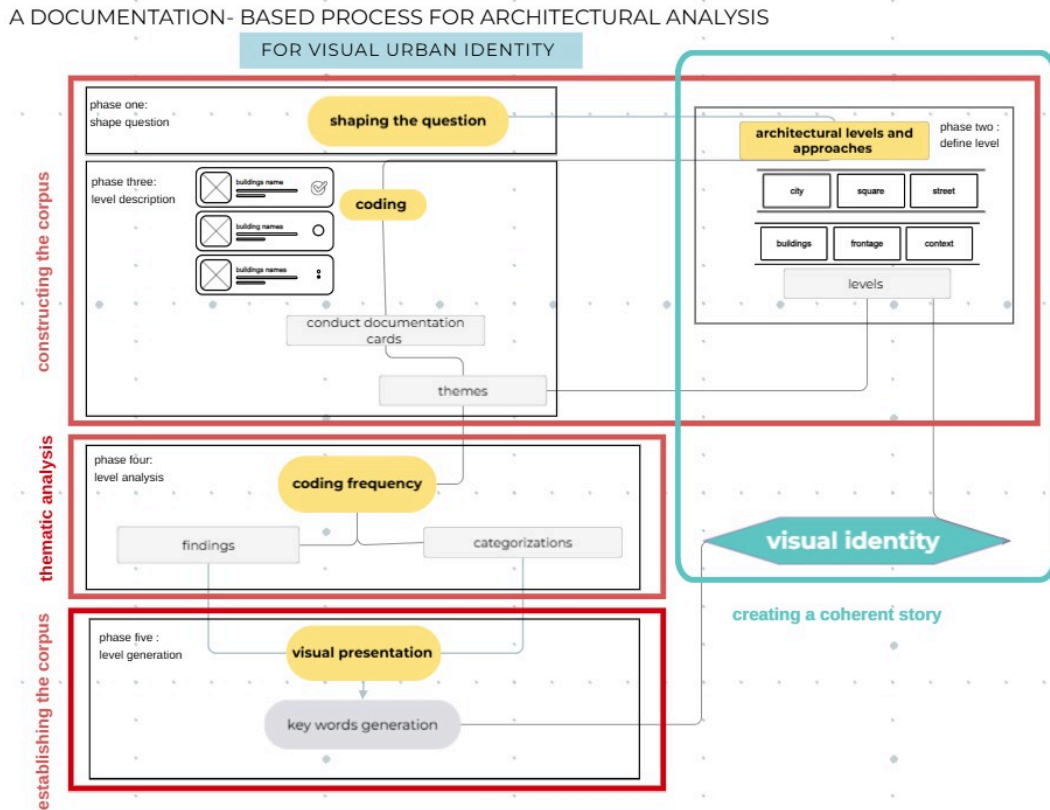 A DOCUMENTATION- BASED PROCESS FOR ARCHITECTURAL ANALYSIS
FOR VISUAL URBAN IDENTITY
constructing the corpus
phase one:
shape question
shaping the question
phase two :
define level
architectural levels and
approaches
city
square
street
buildings
frontage
context
levels
phase three:
level description
buildings name
building names
buildings names
coding
conduct documentation
cards
themes
thematic analysis
phase four:
level analysis
coding frequency
findings
categorizations
visual identity
creating a coherent story
establishing the corpus
phase five :
level generation
visual presentation
key words generation